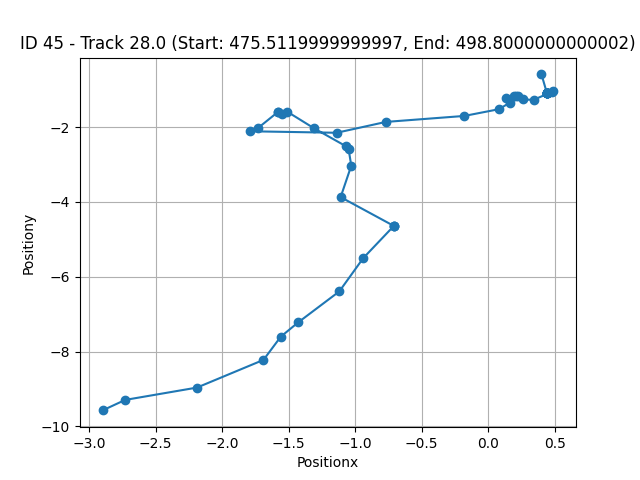 ID 45 - Track 28.0 (Start: 475.5119999999997, End: 498.8000000000002)
Positiony
−2
−4
−6
−8
−10
−3.0 −2.5 −2.0 −1.5 −1.0 −0.5 0.0 0.5
Positionx